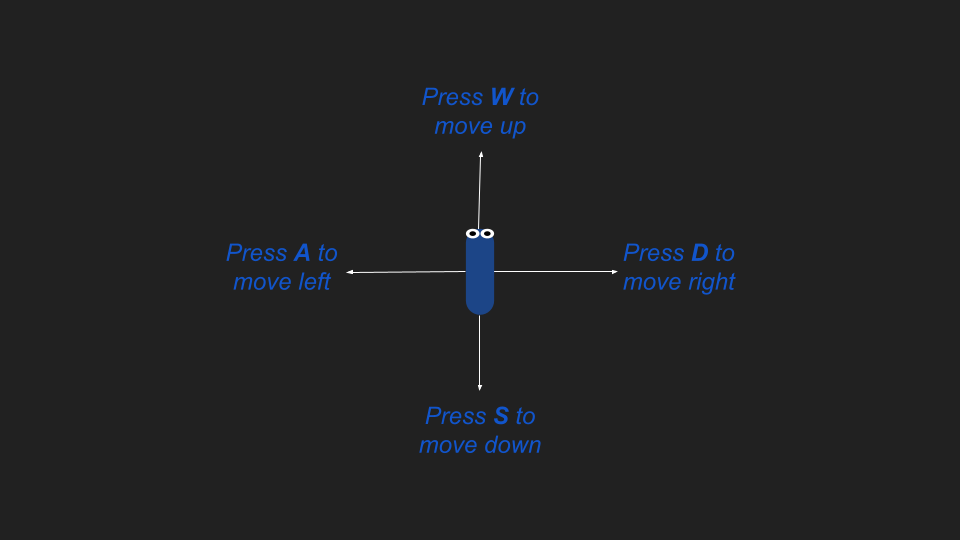 Press W to
move up
Press A to
move left
Press D to
move right
Press S to
move down